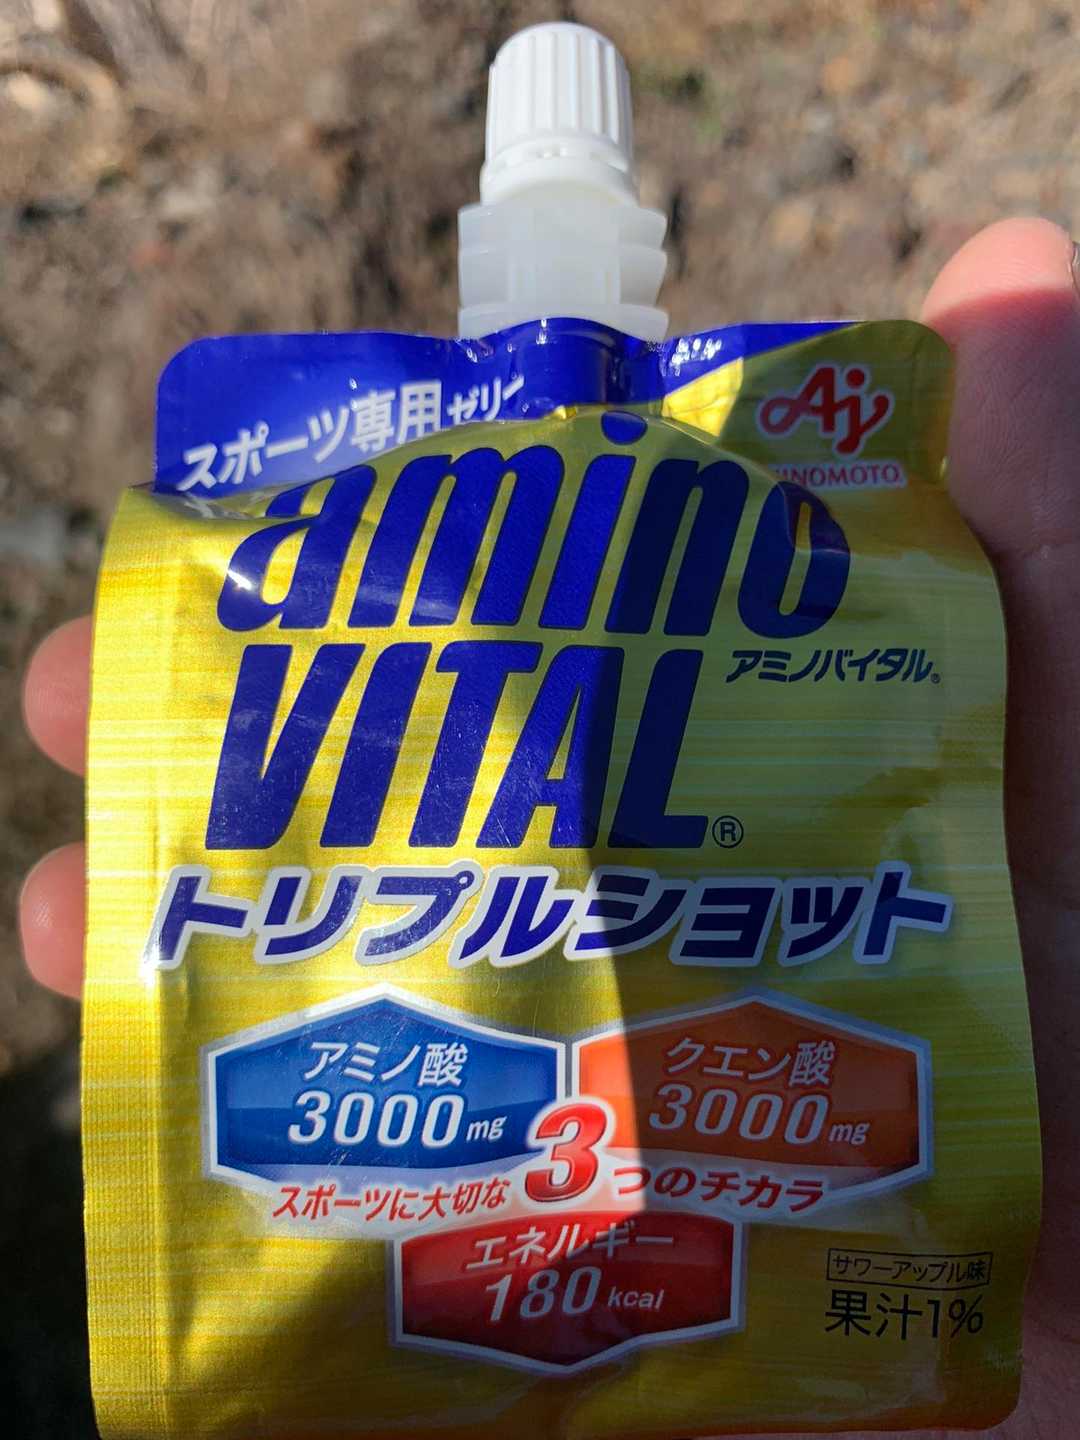 スポーツ専用ゼリー
Aj
AJINOMOTO.
amino
VITAL®
アミノバイタル®
トリプルショット
アミノ酸
3000mg
クエン酸
3000mg
スポーツに大切な3つのチカラ
エネルギー
180kcal
サワーアップル味
果汁1%